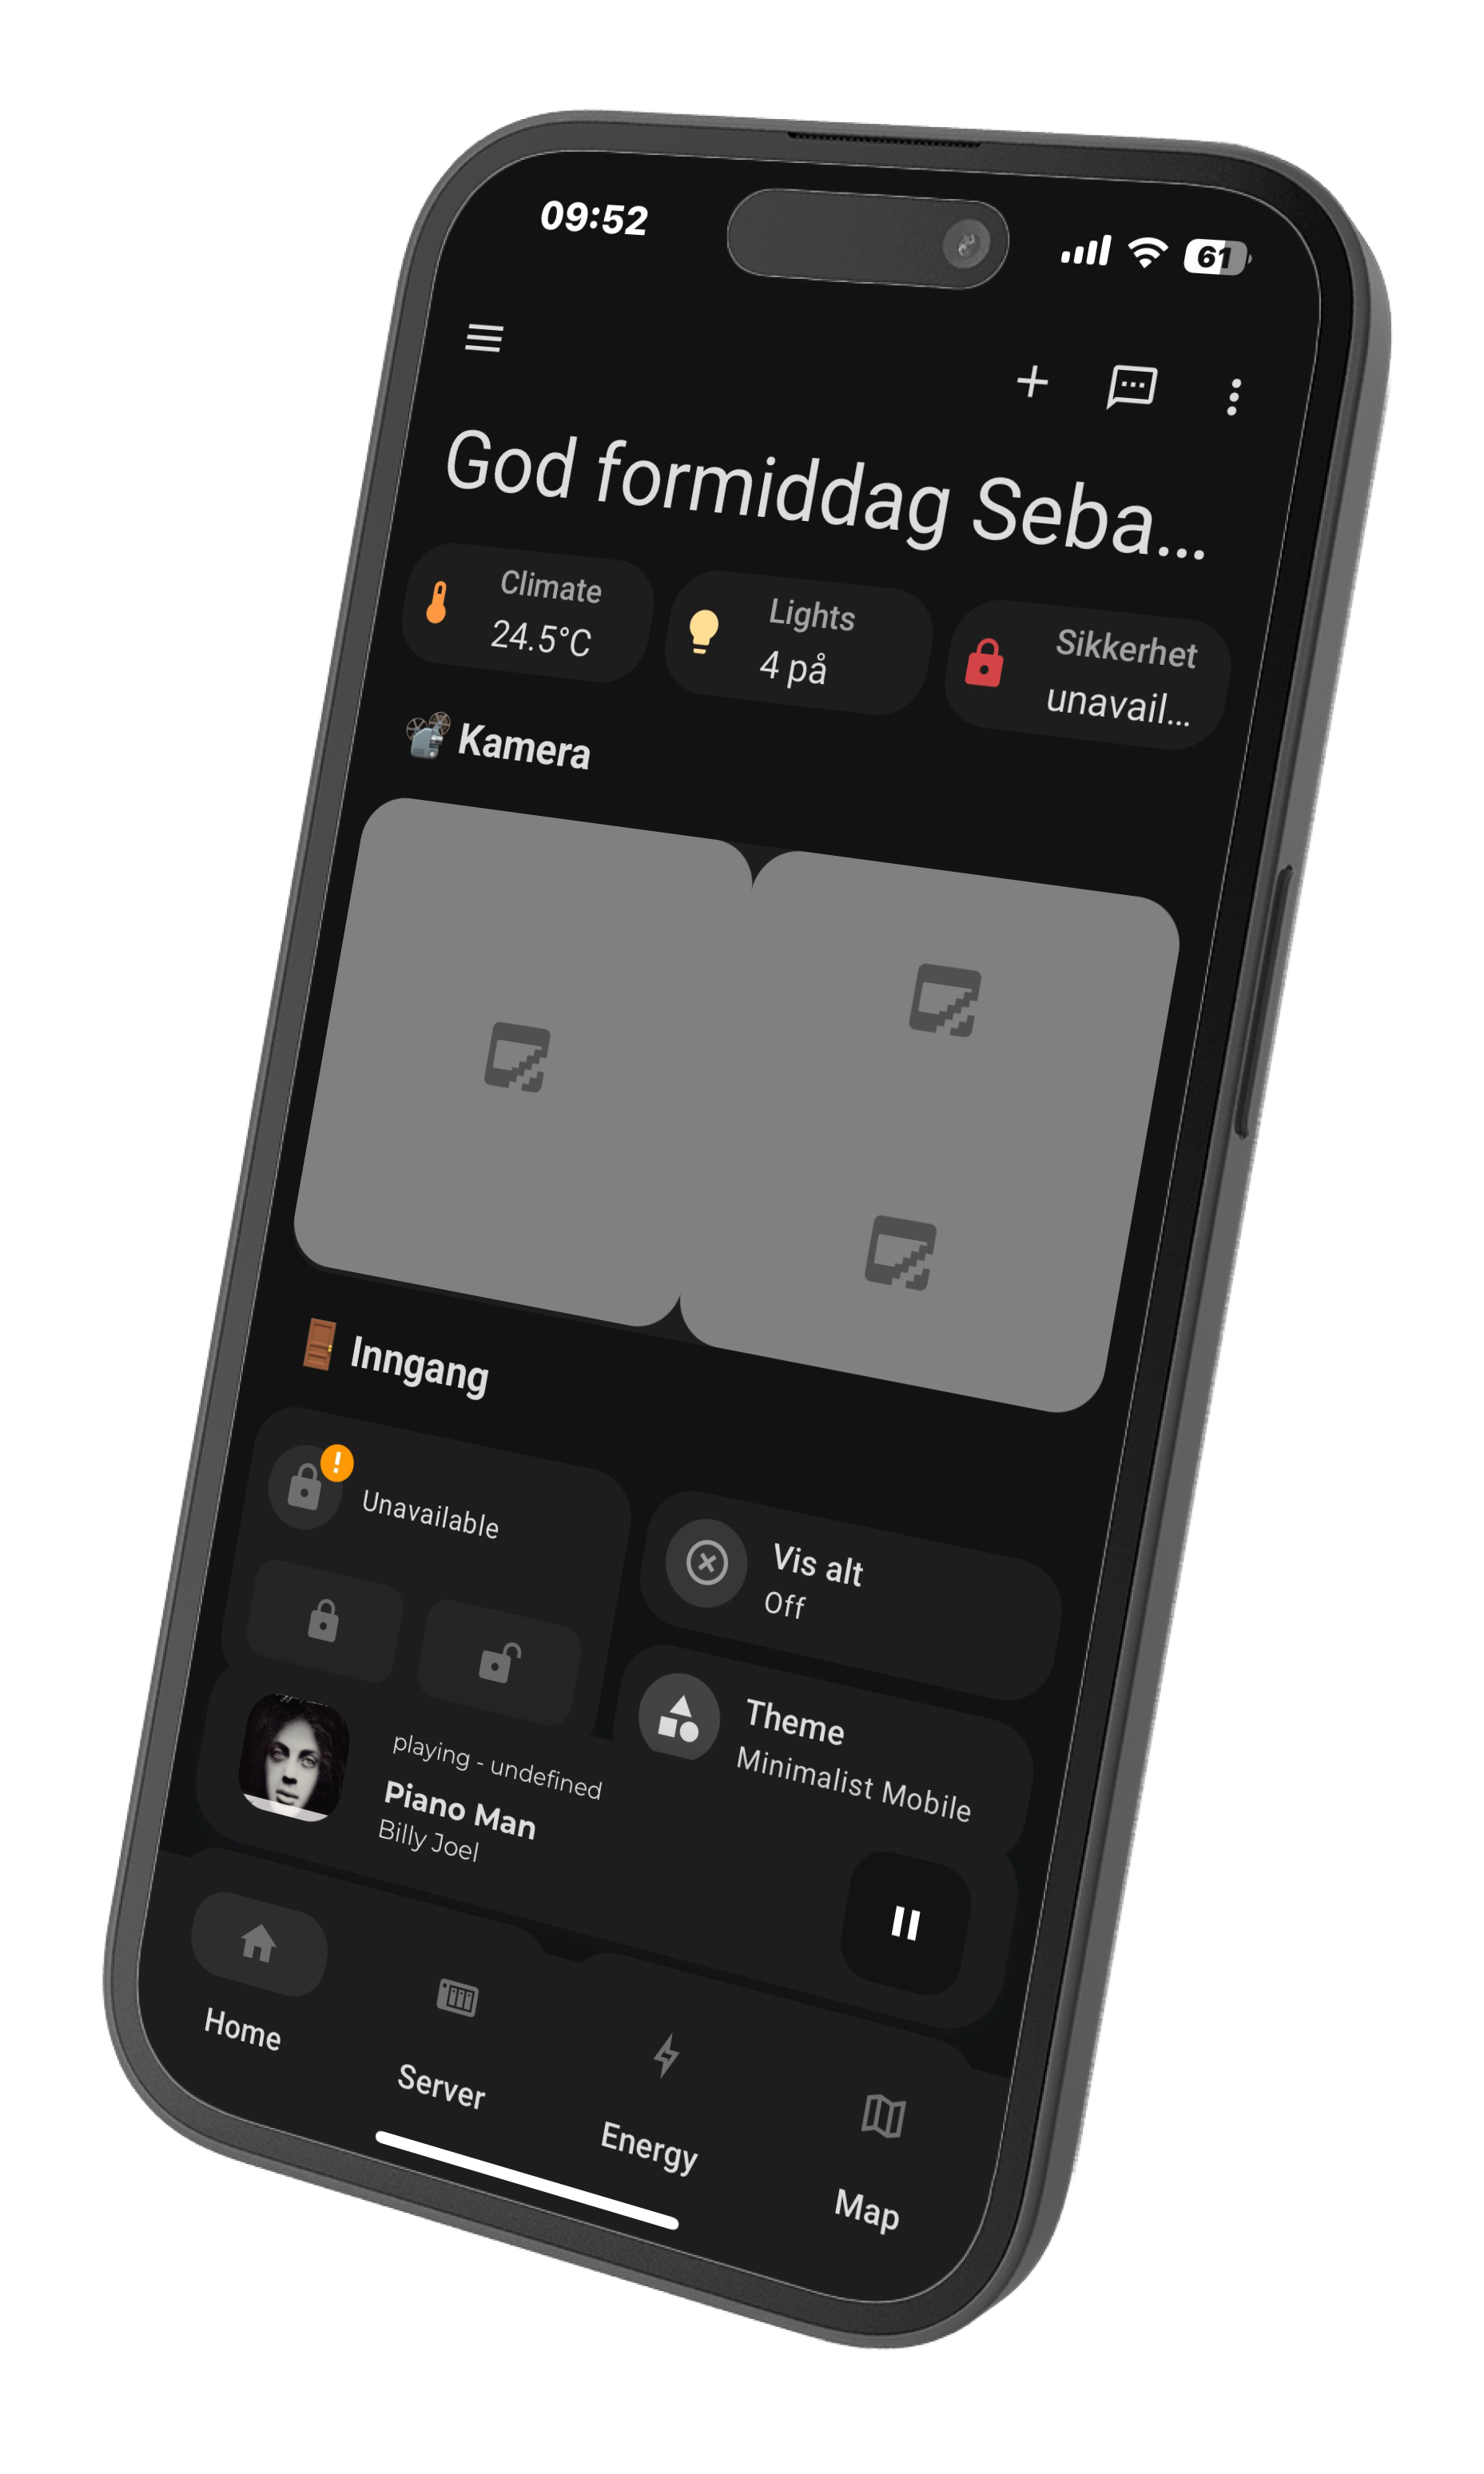 09:52
61
God formiddag Seba...
Climate
24.5°C
Lights
4 på
Sikkerhet
unavail...
Kamera
Inngang
Unavailable
Vis alt
Off
Theme
Minimalist Mobile
playing - undefined
Piano Man
Billy Joel
Home
Server
Energy
Map